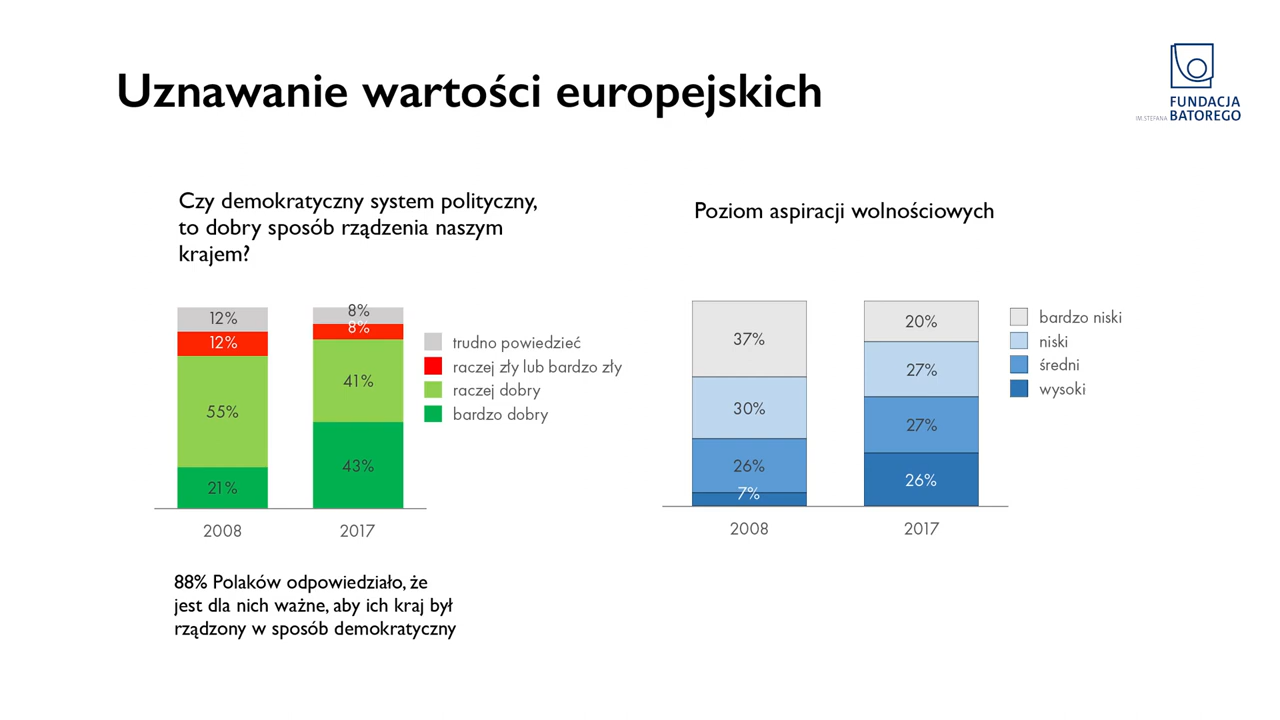 Uznawanie wartości europejskich
FUNDACJA
IM. STEFANA BATOREGO
Czy demokratyczny system polityczny,
to dobry sposób rządzenia naszym
krajem?
12%
12%
55%
21%
2008
8%
8%
41%
43%
2017
trudno powiedzieć
raczej zły lub bardzo zły
raczej dobry
bardzo dobry
88% Polaków odpowiedziało, że
jest dla nich ważne, aby ich kraj był
rządzony w sposób demokratyczny
Poziom aspiracji wolnościowych
37%
30%
26%
7%
2008
20%
27%
27%
26%
2017
bardzo niski
niski
średni
wysoki